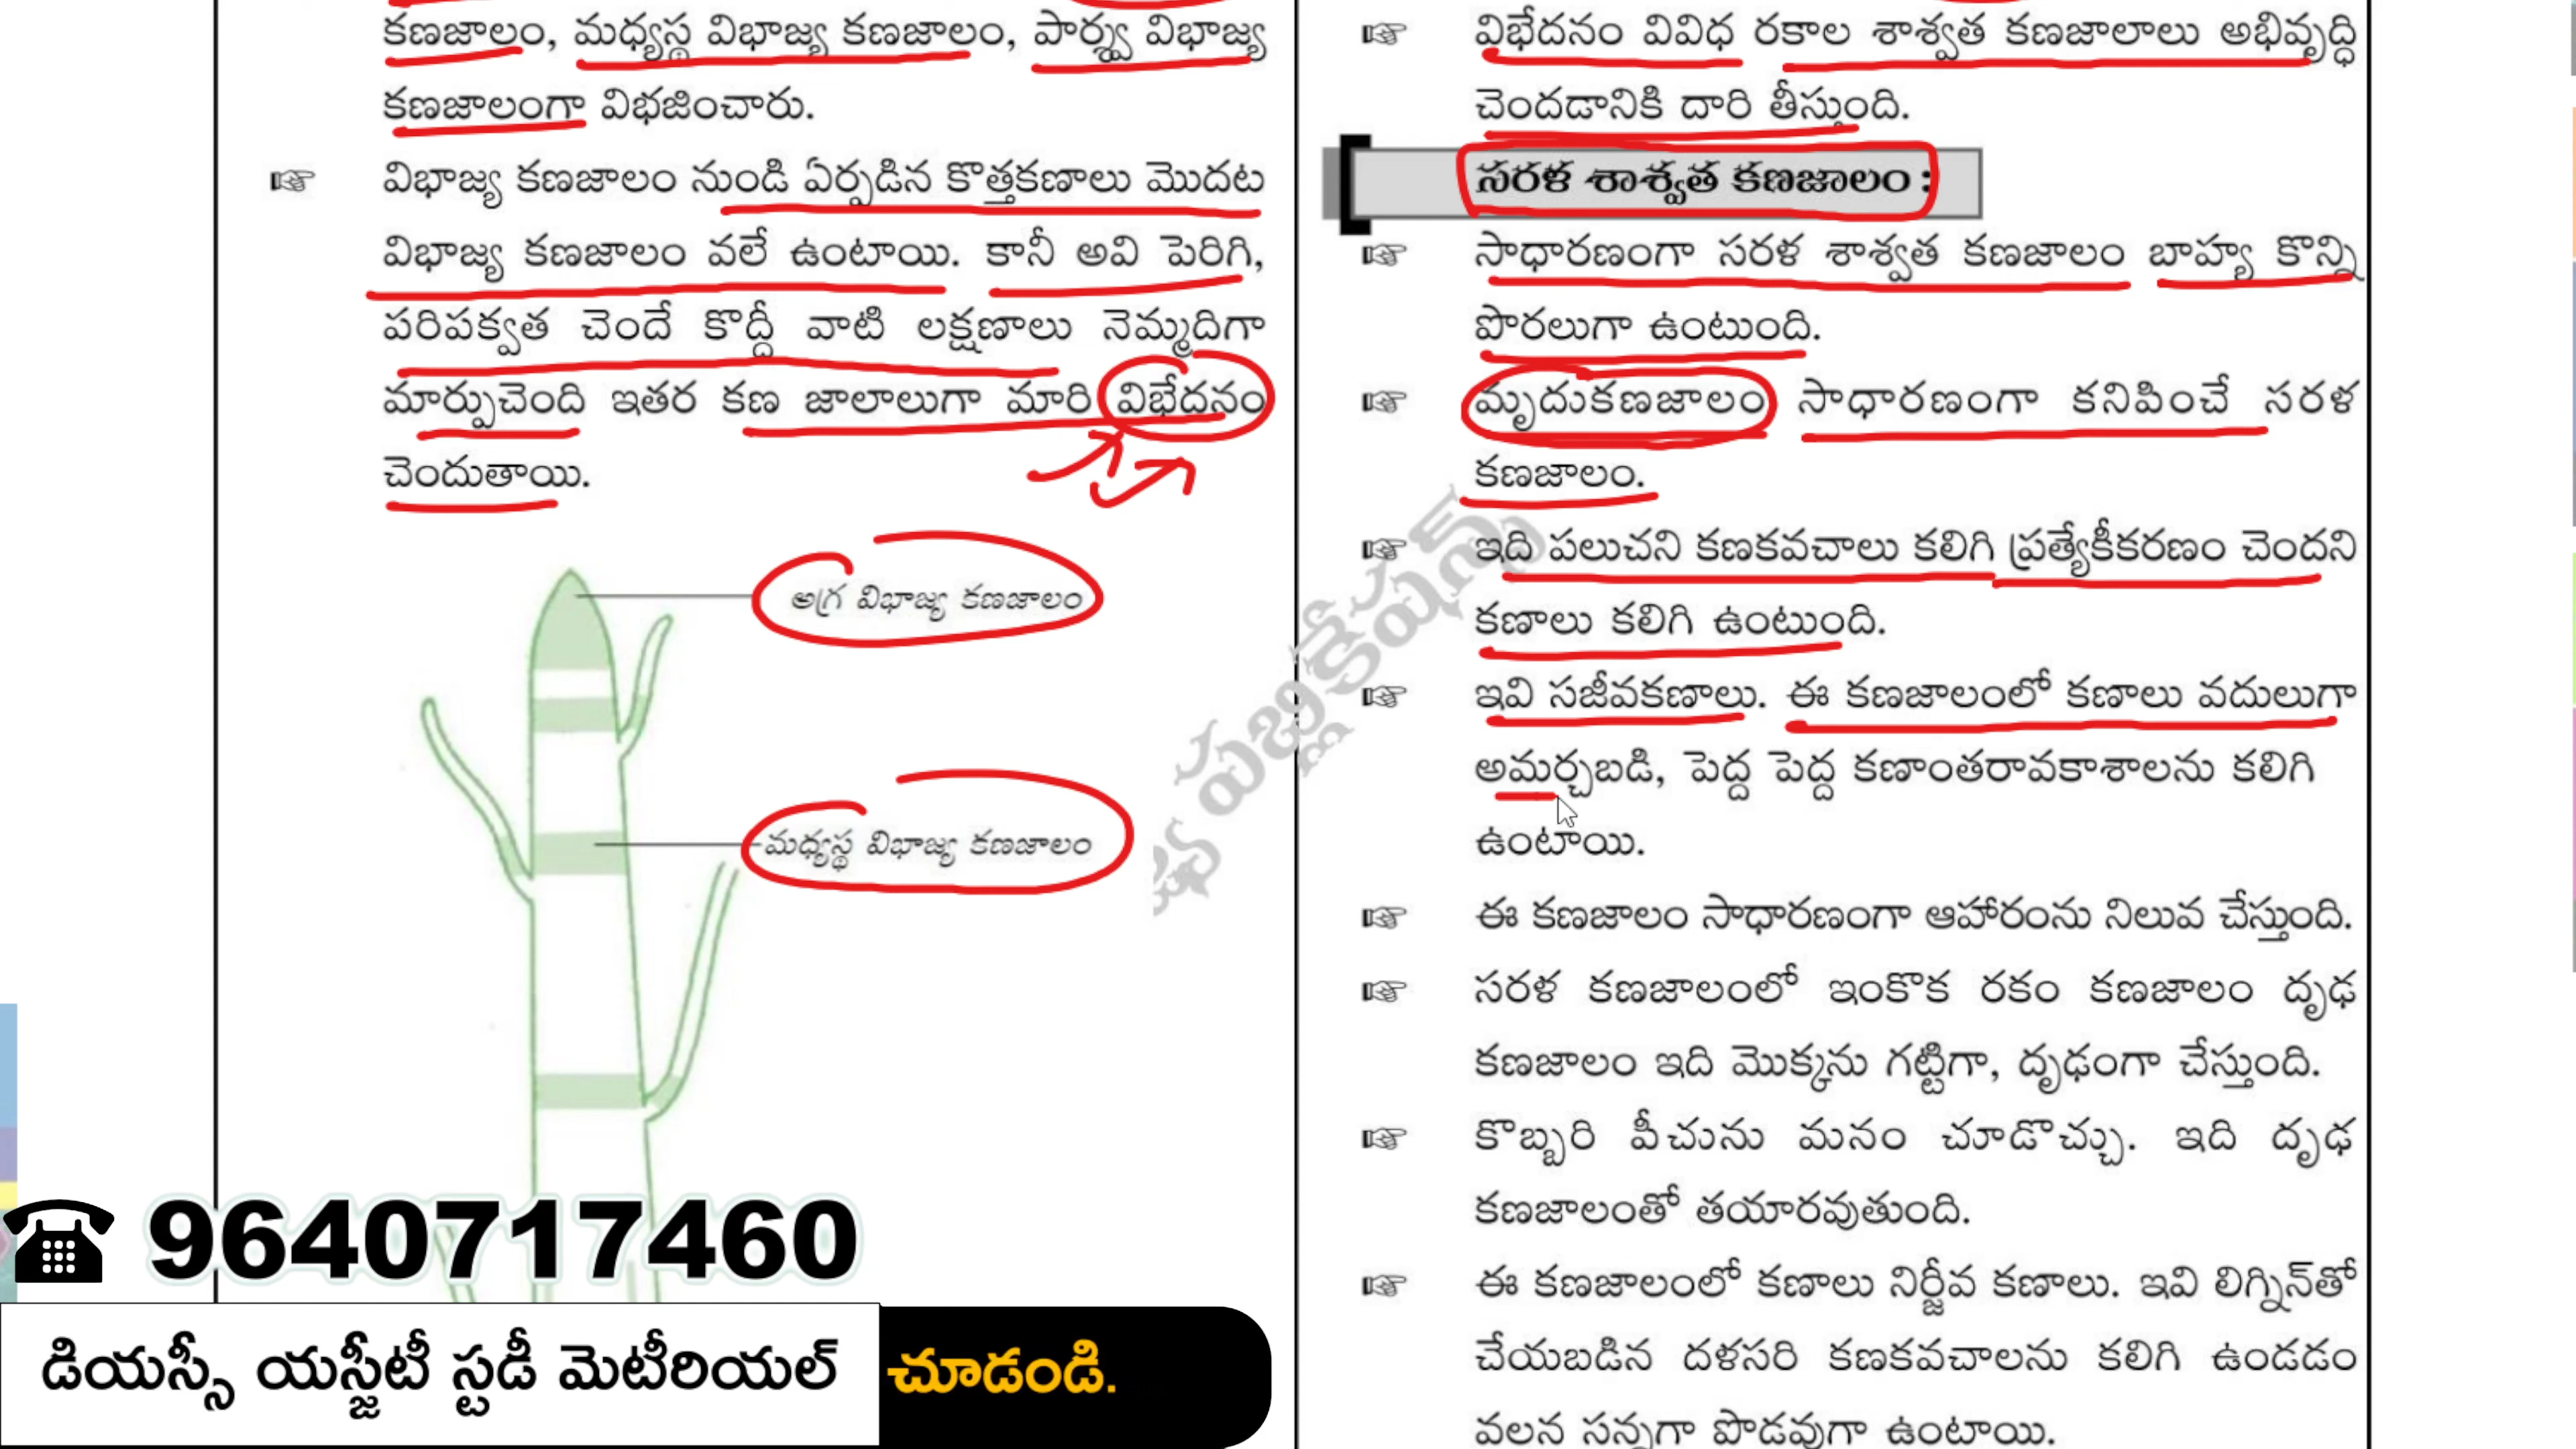 కణజాలం, మధ్యస్థ విభాజ్య కణజాలం, పార్శ్వ విభాజ్య
కణజాలంగా విభజించారు.
☞ విభాజ్య కణజాలం నుండి ఏర్పడిన కొత్తకణాలు మొదట
విభాజ్య కణజాలం వలే ఉంటాయి. కానీ అవి పెరిగి,
పరిపక్వత చెందే కొద్దీ వాటి లక్షణాలు నెమ్మదిగా
మార్పుచెంది ఇతర కణ జాలాలుగా మారి విభేదనం
చెందుతాయి.
అగ్ర విభాజ్య కణజాలం
మధ్యస్థ విభాజ్య కణజాలం
☞ విభేదనం వివిధ రకాల శాశ్వత కణజాలాలు అభివృద్ధి
చెందడానికి దారి తీస్తుంది.
సరళ శాశ్వత కణజాలం :
☞ సాధారణంగా సరళ శాశ్వత కణజాలం బాహ్య కొన్ని
పొరలుగా ఉంటుంది.
☞ మృదుకణజాలం సాధారణంగా కనిపించే సరళ
కణజాలం.
☞ ఇది పలుచని కణకవచాలు కలిగి ప్రత్యేకీకరణం చెందని
కణాలు కలిగి ఉంటుంది.
☞ ఇవి సజీవకణాలు. ఈ కణజాలంలో కణాలు వదులుగా
అమర్చబడి, పెద్ద పెద్ద కణాంతరావకాశాలను కలిగి
ఉంటాయి.
☞ ఈ కణజాలం సాధారణంగా ఆహారంను నిలువ చేస్తుంది.
☞ సరళ కణజాలంలో ఇంకొక రకం కణజాలం దృఢ
కణజాలం ఇది మొక్కను గట్టిగా, దృఢంగా చేస్తుంది.
☞ కొబ్బరి పీచును మనం చూడొచ్చు. ఇది దృఢ
కణజాలంతో తయారవుతుంది.
☞ ఈ కణజాలంలో కణాలు నిర్జీవ కణాలు. ఇవి లిగ్నిన్‌తో
చేయబడిన దళసరి కణకవచాలను కలిగి ఉండడం
వలన సన్నగా పొడవుగా ఉంటాయి.
పబ్లికేషన్స్
9640717460
డియస్సీ యస్జీటీ స్టడీ మెటీరియల్ చూడండి.